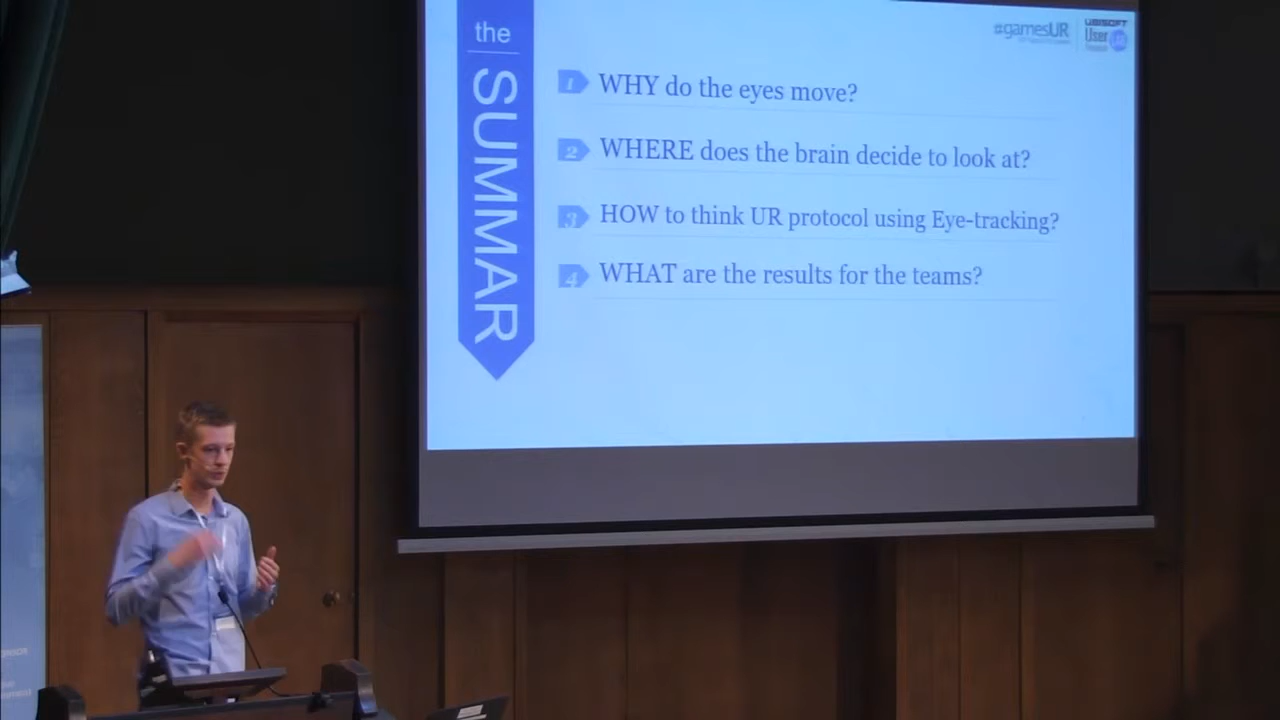 the
SUMMAR
#gamesUR
UBISOFT
User
1 WHY do the eyes move?
2 WHERE does the brain decide to look at?
3 HOW to think UR protocol using Eye-tracking?
4 WHAT are the results for the teams?